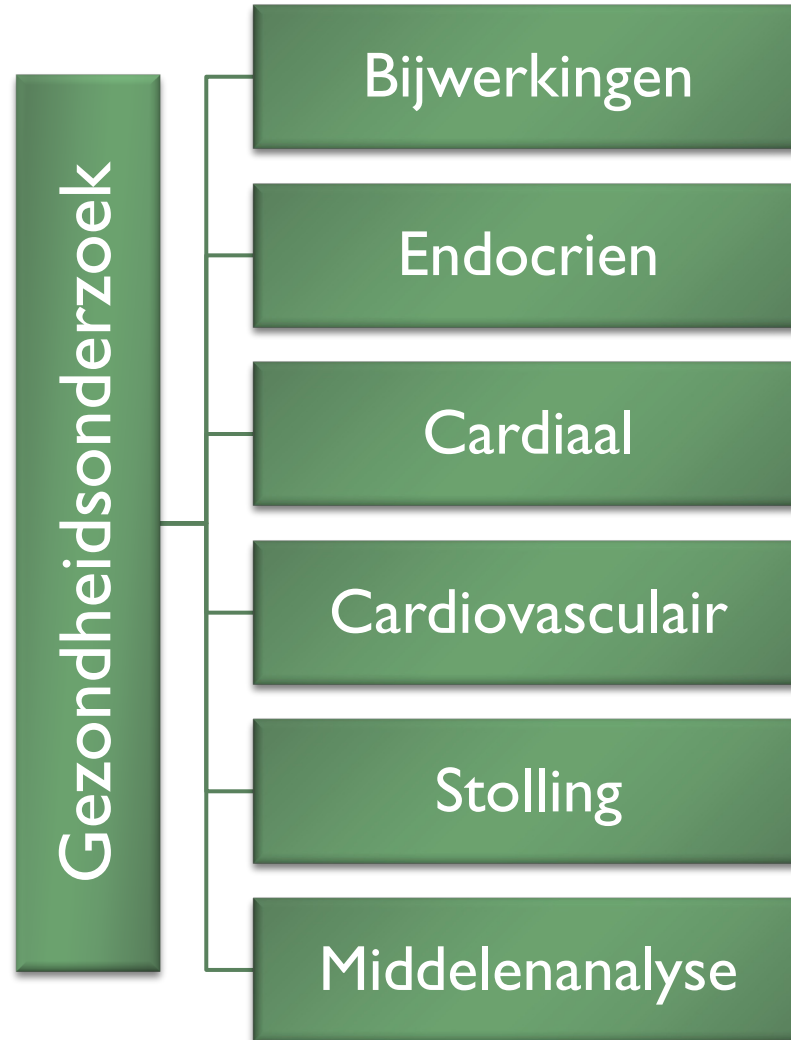 Gezondheidsonderzoek
Bijwerkingen
Endocrien
Cardiaal
Cardiovasculair
Stolling
Middelenanalyse